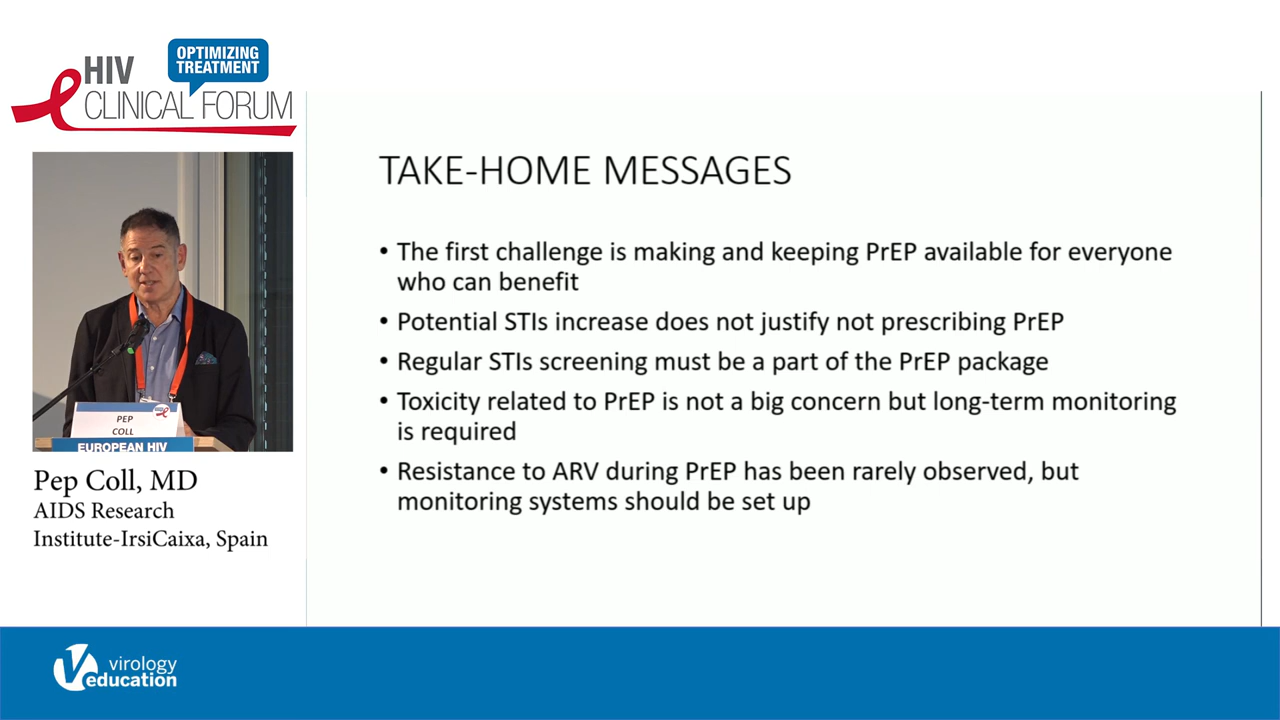 OPTIMIZING
TREATMENT
HIV
CLINICAL FORUM
PEP
COLL
EUROPEAN HIV
Pep Coll, MD
AIDS Research
Institute-IrsiCaixa, Spain
TAKE-HOME MESSAGES
• The first challenge is making and keeping PrEP available for everyone
who can benefit
• Potential STIs increase does not justify not prescribing PrEP
• Regular STIs screening must be a part of the PrEP package
• Toxicity related to PrEP is not a big concern but long-term monitoring
is required
• Resistance to ARV during PrEP has been rarely observed, but
monitoring systems should be set up
virology
education